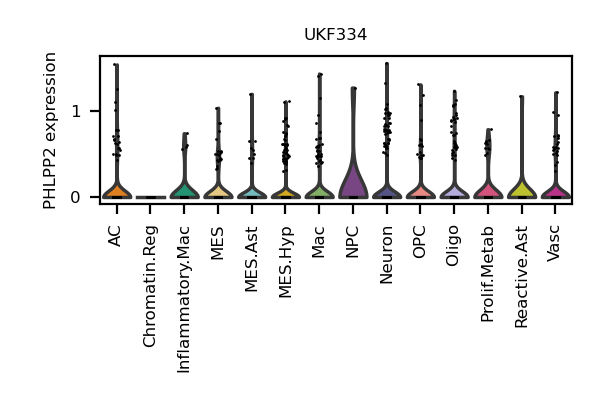 UKF334
PHLPP2 expression
1
0
AC
Chromatin.Reg
Inflammatory.Mac
MES
MES.Ast
MES.Hyp
Mac
NPC
Neuron
OPC
Oligo
Prolif.Metab
Reactive.Ast
Vasc